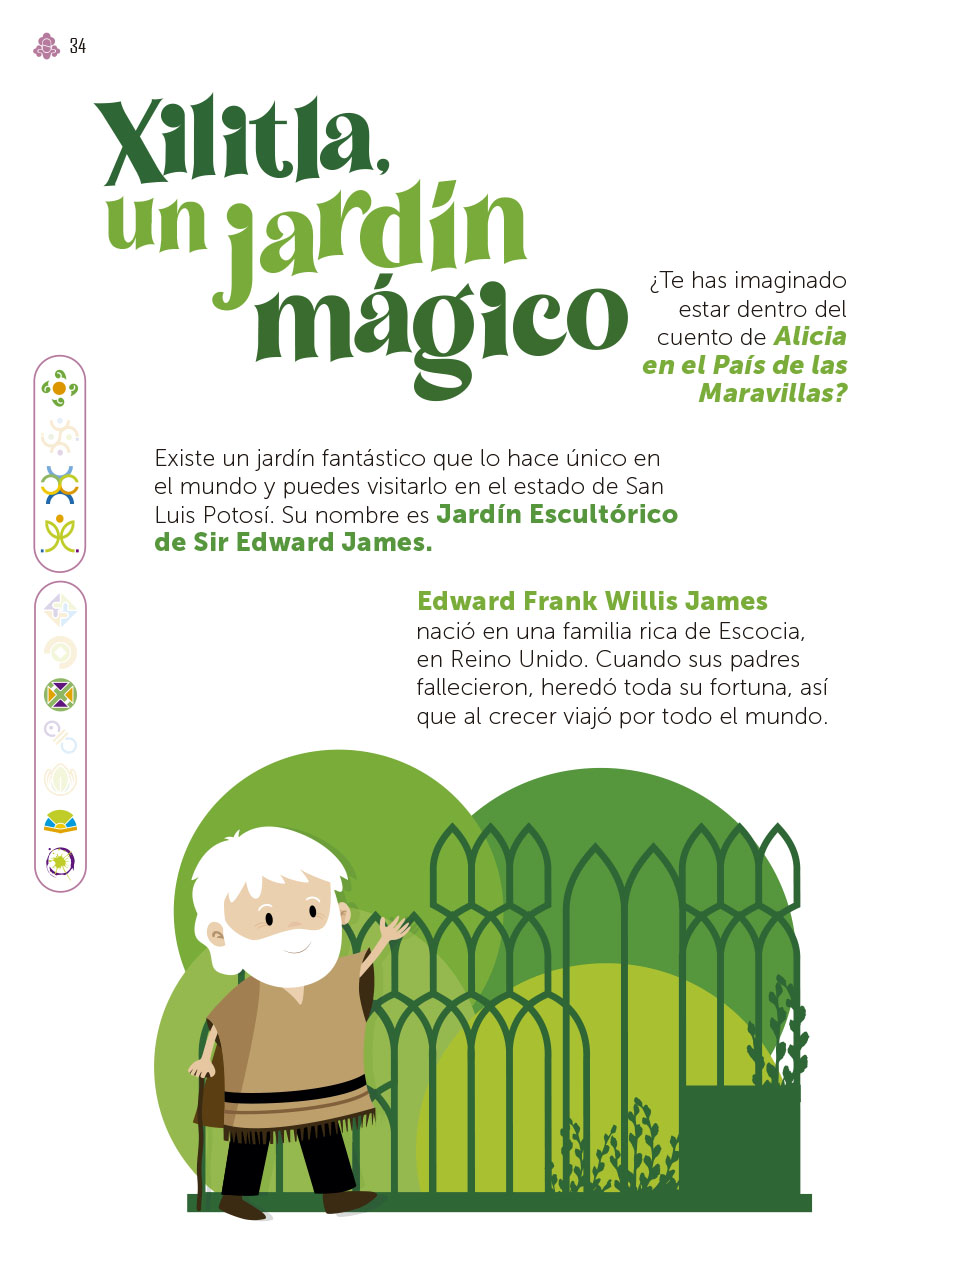 34
Xilitla,
un jardín
mágico
¿Te has imaginado
estar dentro del
cuento de Alicia
en el País de las
Maravillas?
Existe un jardín fantástico que lo hace único en
el mundo y puedes visitarlo en el estado de San
Luis Potosí. Su nombre es Jardín Escultórico
de Sir Edward James.
Edward Frank Willis James
nació en una familia rica de Escocia,
en Reino Unido. Cuando sus padres
fallecieron, heredó toda su fortuna, así
que al crecer viajó por todo el mundo.